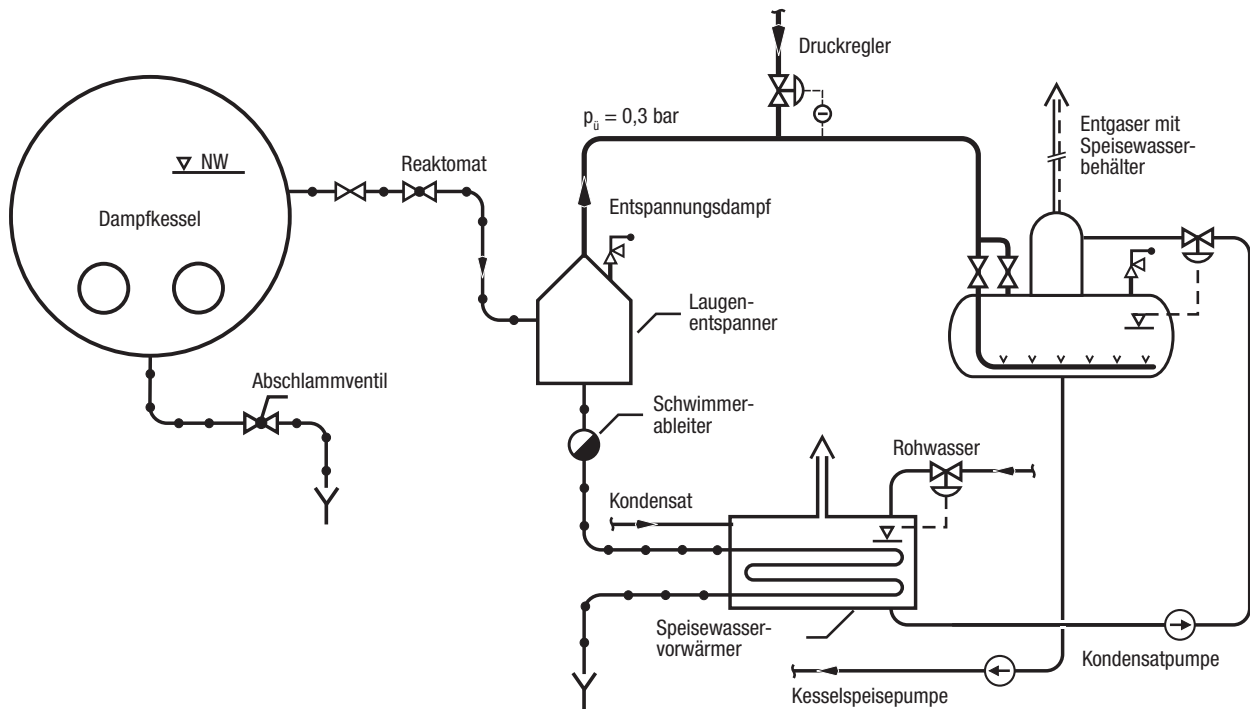 Druckregler
pü = 0,3 bar
Entgaser mit
Speisewasser-
behälter
NW
Reaktomat
Dampfkessel
Entspannungsdampf
Laugen-
entspanner
Abschlammventil
Schwimmer-
ableiter
Rohwasser
Kondensat
Speisewasser-
vorwärmer
Kondensatpumpe
Kesselspeisepumpe